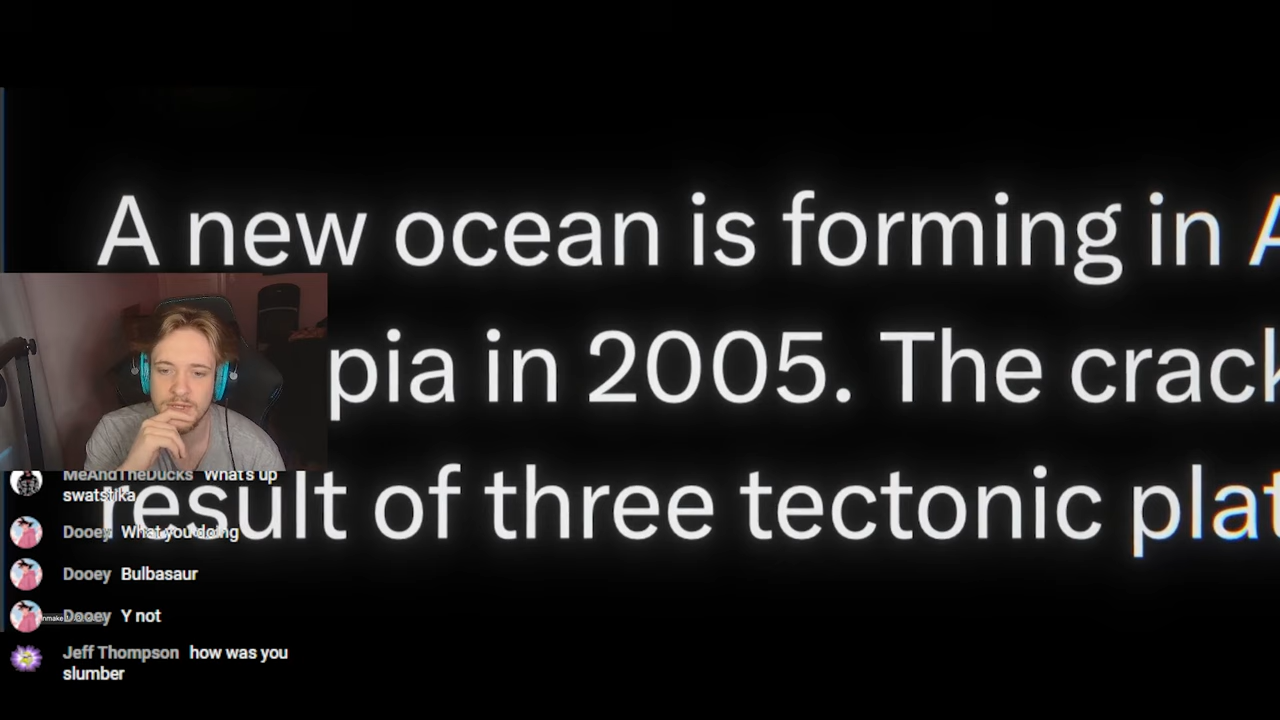 A new ocean is forming in A
pia in 2005. The crack
result of three tectonic plat
MeAndTheDucks What's up
swatstika
Dooey What you doing
Dooey Bulbasaur
Dooey Y not
Jeff Thompson how was you
slumber